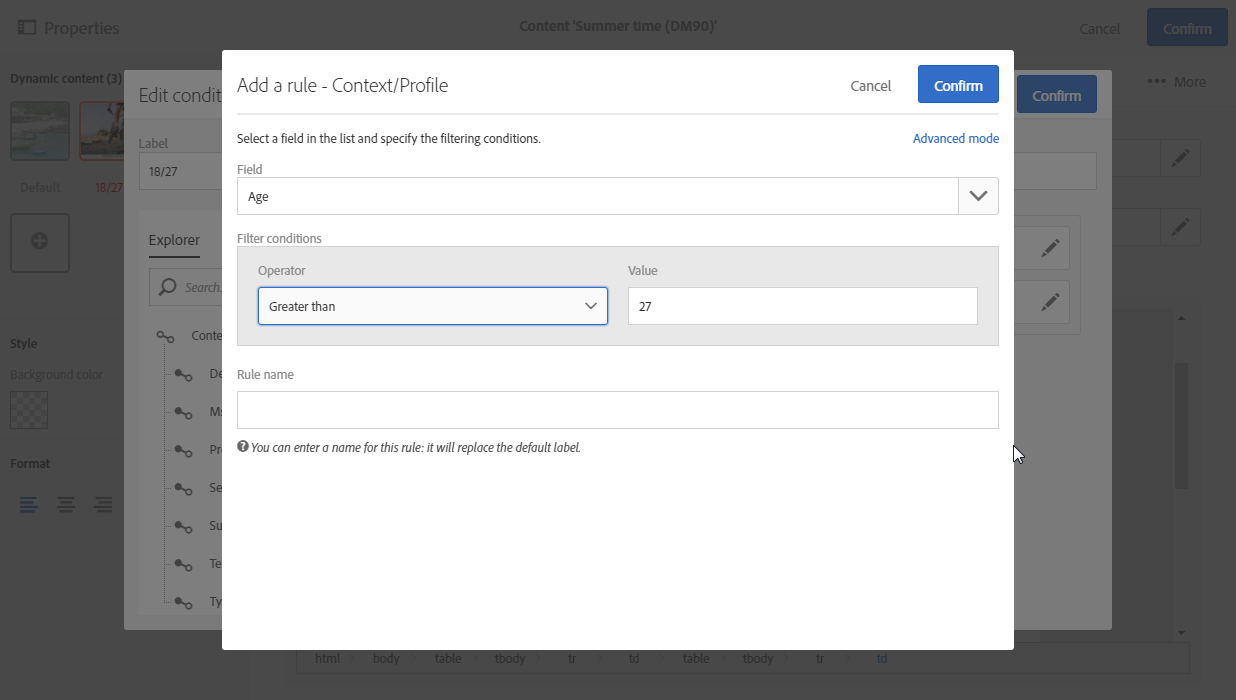 Properties
Content 'Summer time (DM90)'
Cancel
Confirm
Dynamic content (3)
More
Default
18/27
Style
Background color
Format
Edit condit
Confirm
Label
18/27
Explorer
Search.
Conte
De
Ms
Pro
Se
Su
Te
Ty
Add a rule - Context/Profile
Cancel
Confirm
Select a field in the list and specify the filtering conditions.
Advanced mode
Field
Age
Filter conditions
Operator
Value
Greater than
27
Rule name
You can enter a name for this rule: it will replace the default label.
html body table tbody tr td table tbody tr td